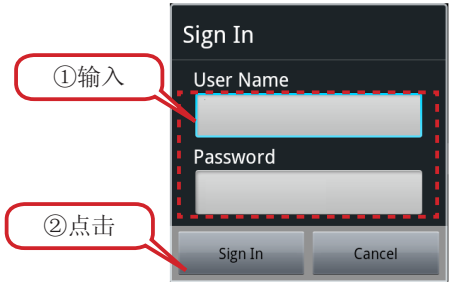 Sign In
①输入
User Name
Password
②点击
Sign In
Cancel